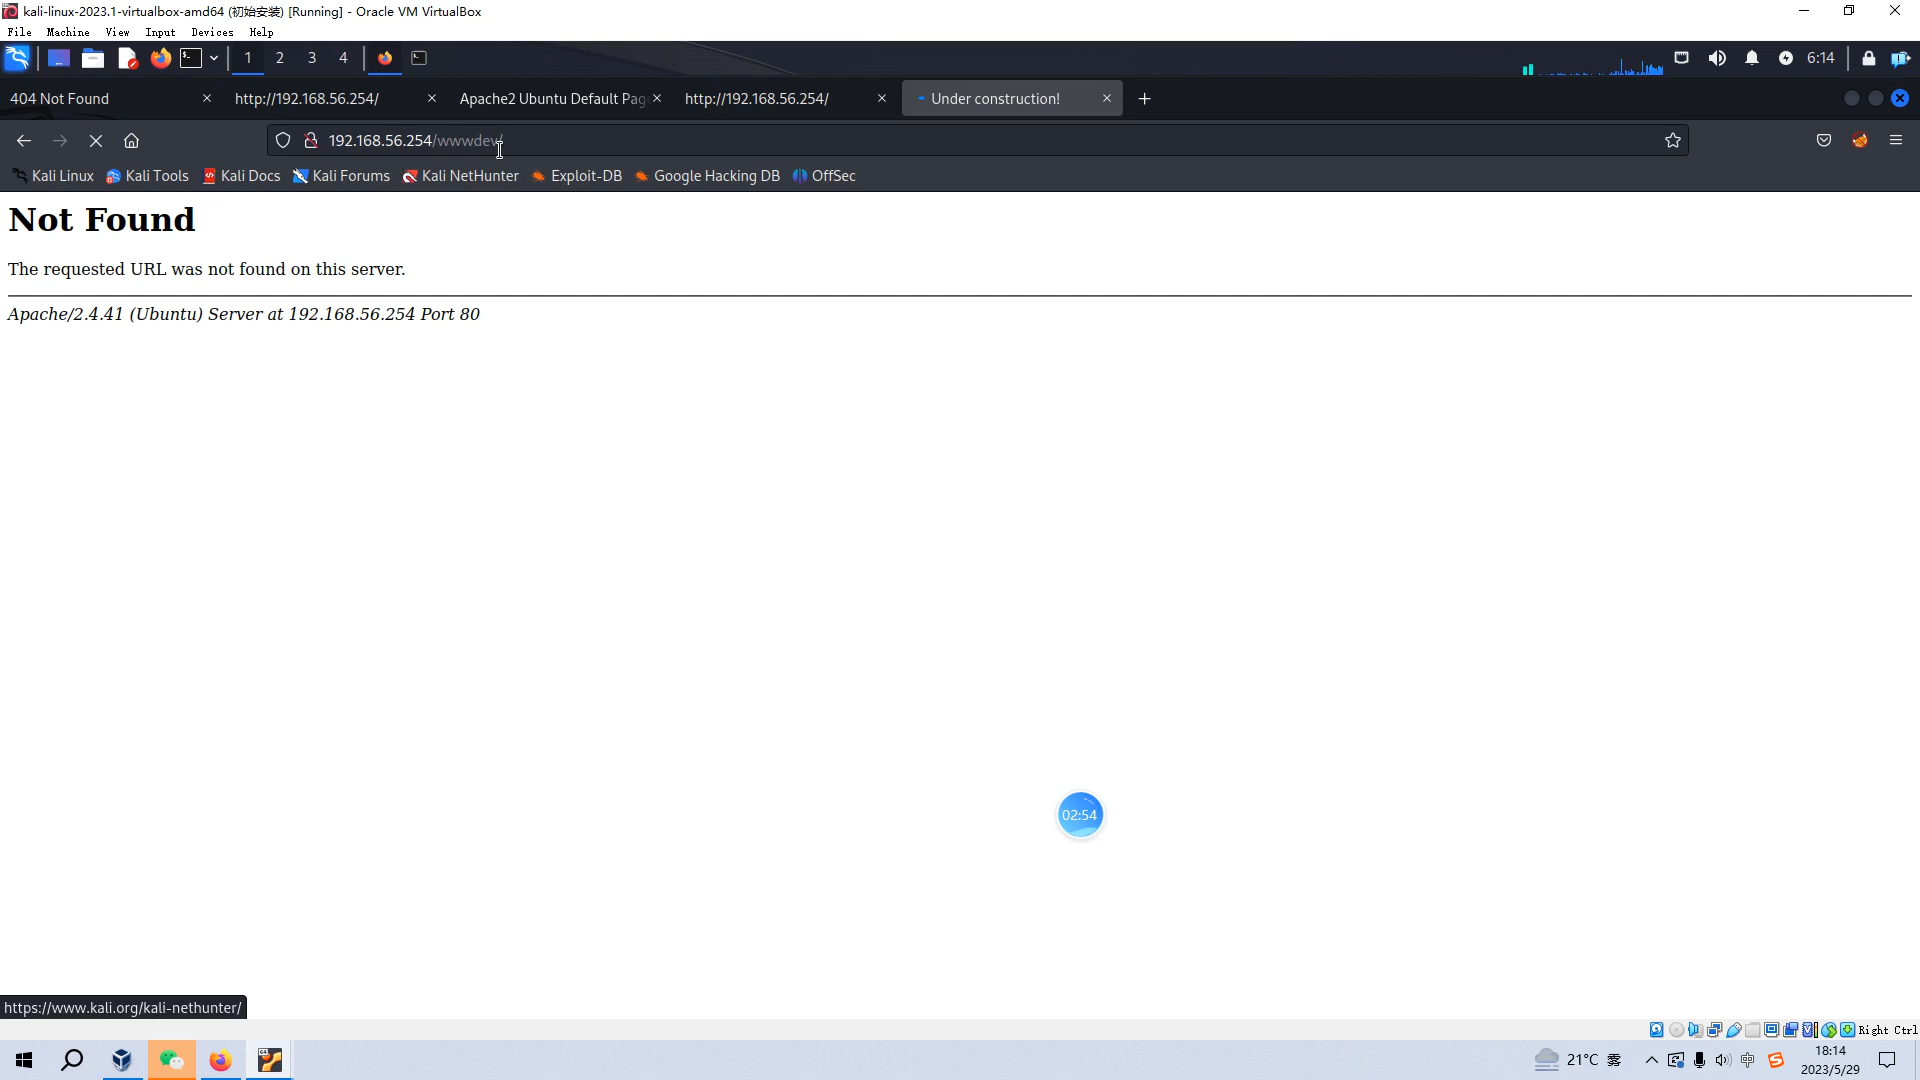 kali-linux-2023.1-virtualbox-amd64 (初始安装) [Running] - Oracle VM VirtualBox
File Machine View Input Devices Help
1 2 3 4 6:14
404 Not Found http://192.168.56.254/ Apache2 Ubuntu Default Pag http://192.168.56.254/ Under construction!
192.168.56.254/wwwdev/
Kali Linux Kali Tools Kali Docs Kali Forums Kali NetHunter Exploit-DB Google Hacking DB OffSec
Not Found
The requested URL was not found on this server.
Apache/2.4.41 (Ubuntu) Server at 192.168.56.254 Port 80
02:54
https://www.kali.org/kali-nethunter/
Right Ctrl
21°C 雾 中 18:14
2023/5/29